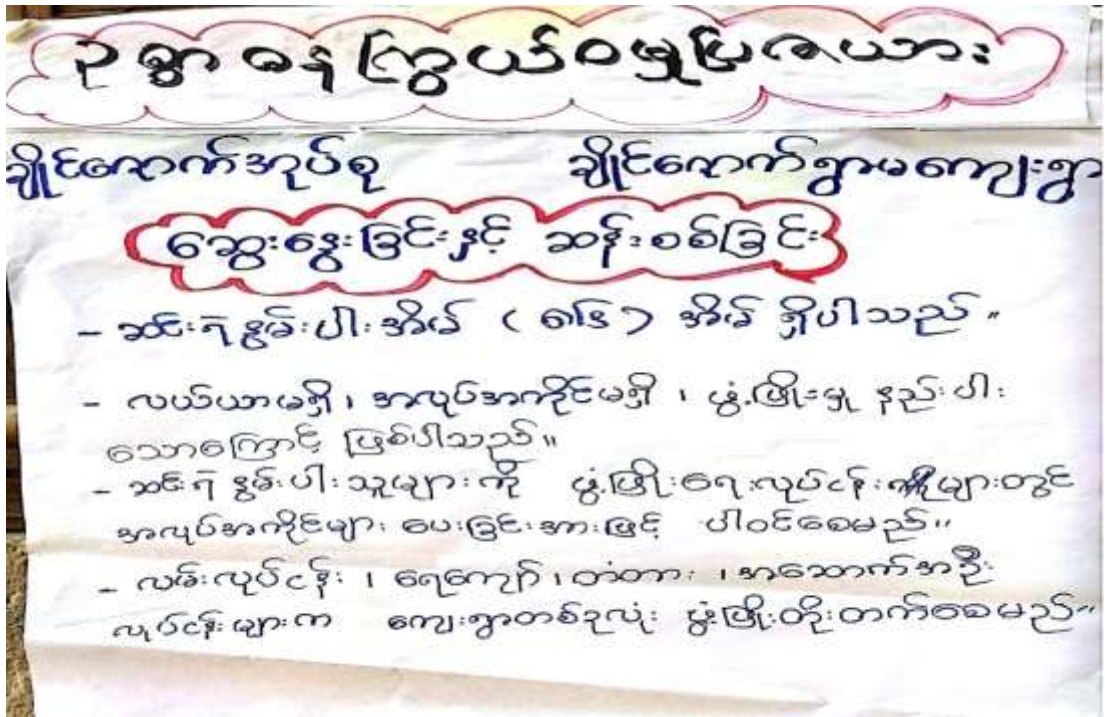 ဥစ္စာဓနကြွယ်ဝမှုပြဇယား
ချိုင်ကောက်အုပ်စု ချိုင်ကောက်ရွာမကျေးရွာ
ဆွေးနွေးခြင်းနှင့် ဆန်းစစ်ခြင်း
- ဆင်းရဲနွမ်းပါးအိမ် ( ) အိမ် ရှိပါသည်။
- လယ်ယာမရှိ၊ အလုပ်အကိုင်မရှိ ၊ ဖွံ့ဖြိုးမှု နည်းပါး
သောကြောင့် ဖြစ်ပါသည်။
- ဆင်းရဲ နွမ်းပါးသူများကို ဖွံ့ဖြိုးရေးလုပ်ငန်းများတွင်
အလုပ်အကိုင်များ ပေးခြင်းအားဖြင့် ပါဝင်စေမည်။
- လမ်းလုပ်ငန်း ၊ ရေကျော် ၊ တံတား ၊ အဆောက်အဦး
လုပ်ငန်းများက ကျေးရွာတစ်ခုလုံး ဖွံ့ဖြိုးတိုးတက်စေမည်။